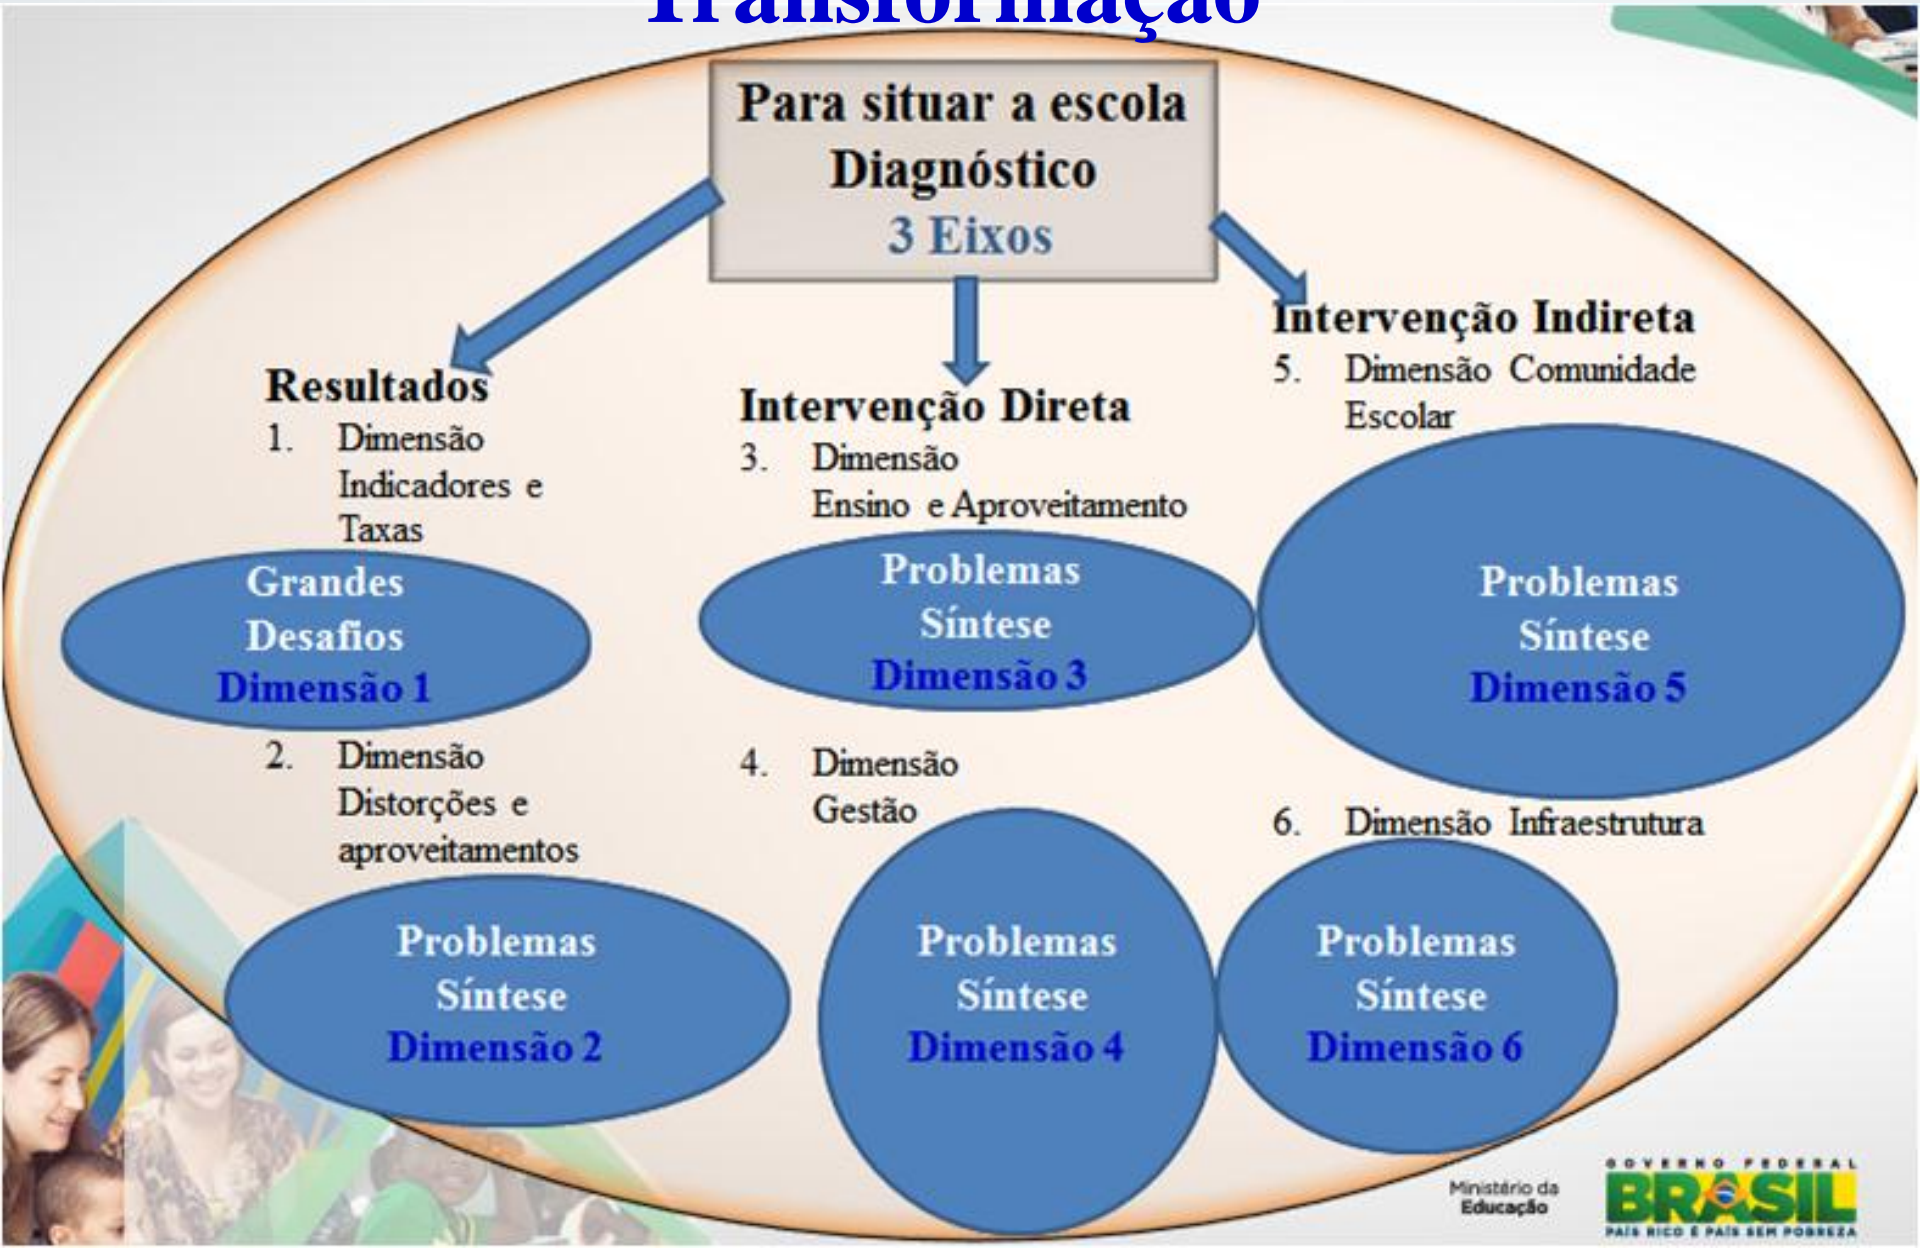 Transformação
Para situar a escola
Diagnóstico
3 Eixos
Resultados
1. Dimensão
Indicadores e
Taxas
Grandes
Desafios
Dimensão 1
2. Dimensão
Distorções e
aproveitamentos
Problemas
Síntese
Dimensão 2
Intervenção Direta
3. Dimensão
Ensino e Aproveitamento
Problemas
Síntese
Dimensão 3
4. Dimensão
Gestão
Problemas
Síntese
Dimensão 4
Intervenção Indireta
5. Dimensão Comunidade
Escolar
Problemas
Síntese
Dimensão 5
6. Dimensão Infraestrutura
Problemas
Síntese
Dimensão 6
Ministério da
Educação
GOVERNO FEDERAL
BRASIL
PAÍS RICO É PAÍS SEM POBREZA